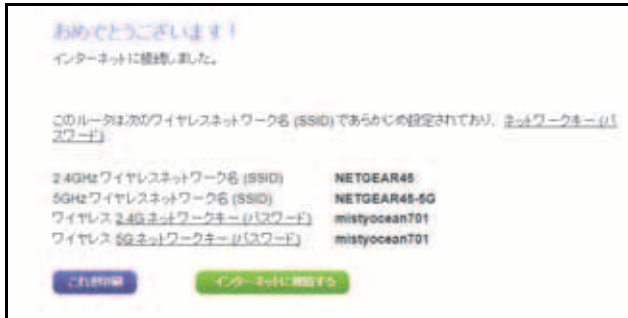 おめでとうございます!
インターネットに接続しました。
このルータは次のワイヤレスネットワーク名 (SSID) であらかじめ設定されており、ネットワークキー (パ
スワード)
2.4GHz ワイヤレスネットワーク名 (SSID) NETGEAR45
5GHz ワイヤレスネットワーク名 (SSID) NETGEAR45-5G
ワイヤレス 2.4G ネットワークキー (パスワード) mistyocean701
ワイヤレス 5G ネットワークキー (パスワード) mistyocean701
これを印刷
インターネットに接続する